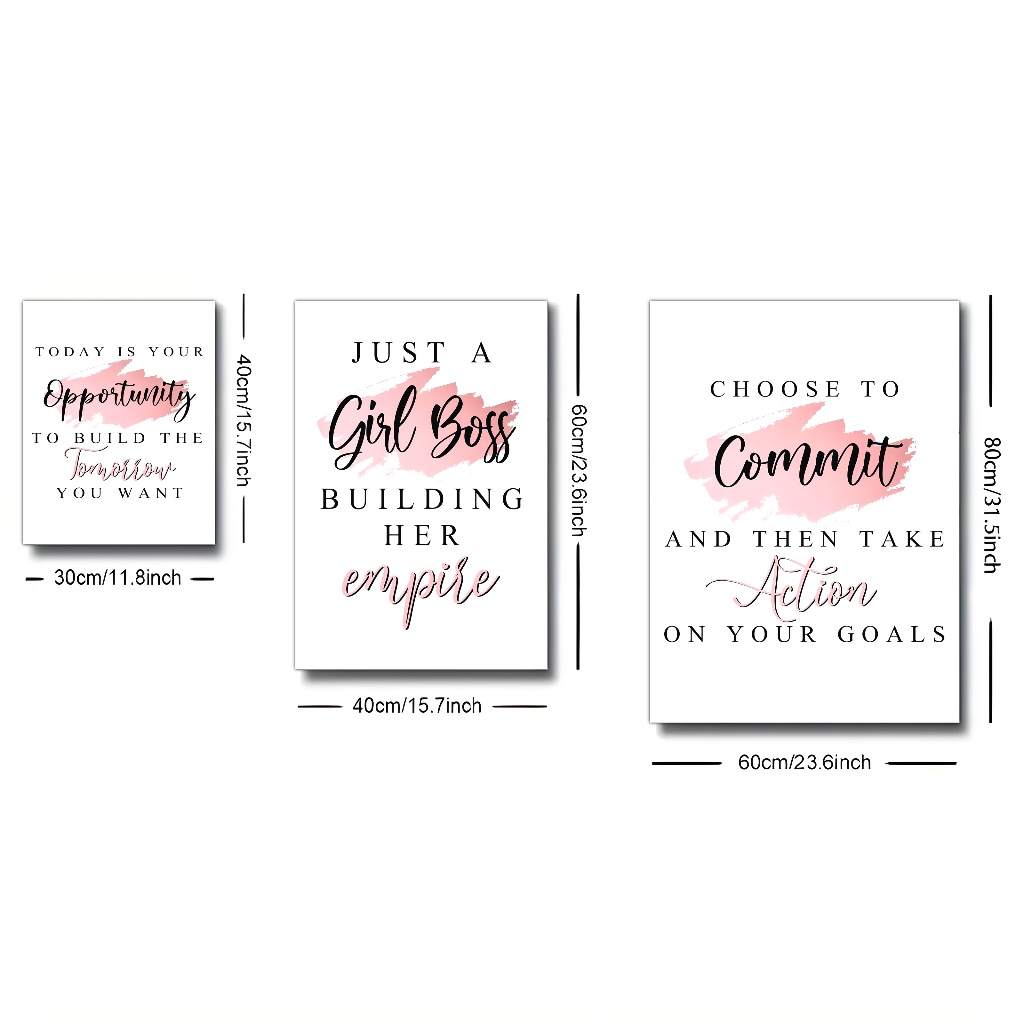 TODAY IS YOUR
Opportunity
TO BUILD THE
Tomorrow
YOU WANT
40cm/15.7inch
30cm/11.8inch
JUST A
Girl Boss
BUILDING
HER
empire
60cm/23.6inch
40cm/15.7inch
CHOOSE TO
Commit
AND THEN TAKE
Action
ON YOUR GOALS
80cm/31.5inch
60cm/23.6inch